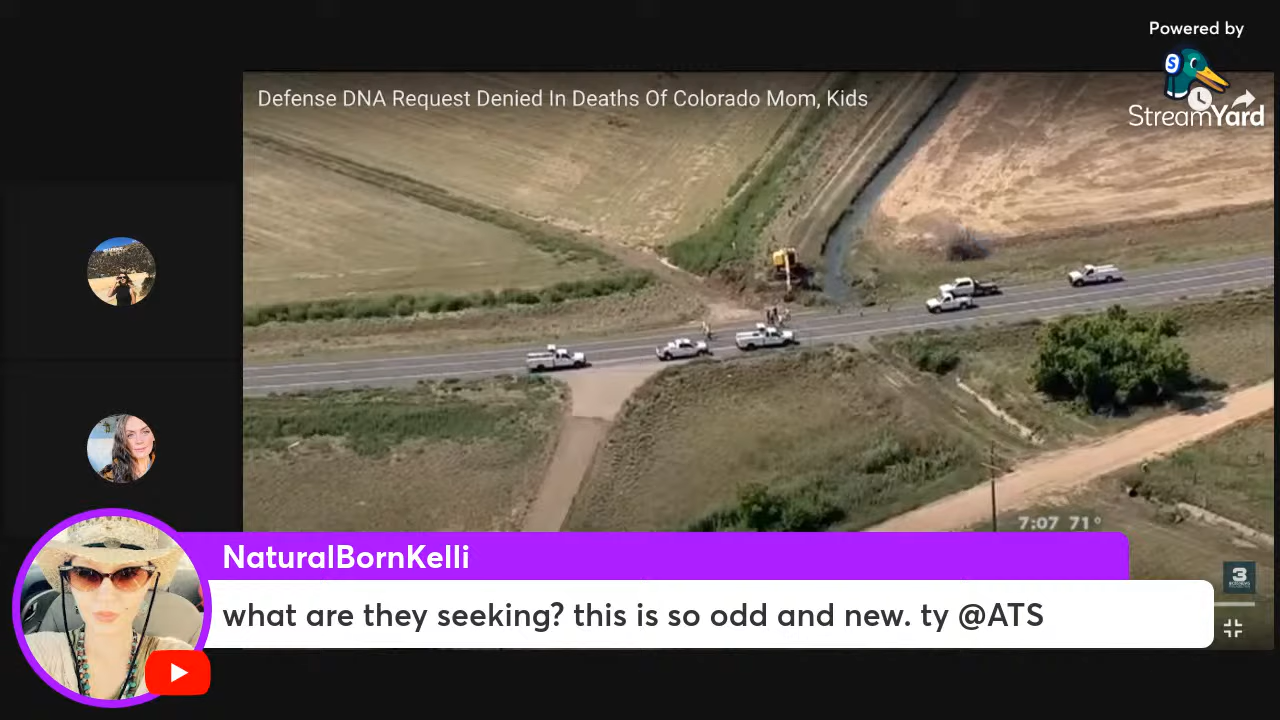 Powered by
StreamYard
Defense DNA Request Denied In Deaths Of Colorado Mom, Kids
7:07 71°
3
NaturalBornKelli
what are they seeking? this is so odd and new. ty @ATS